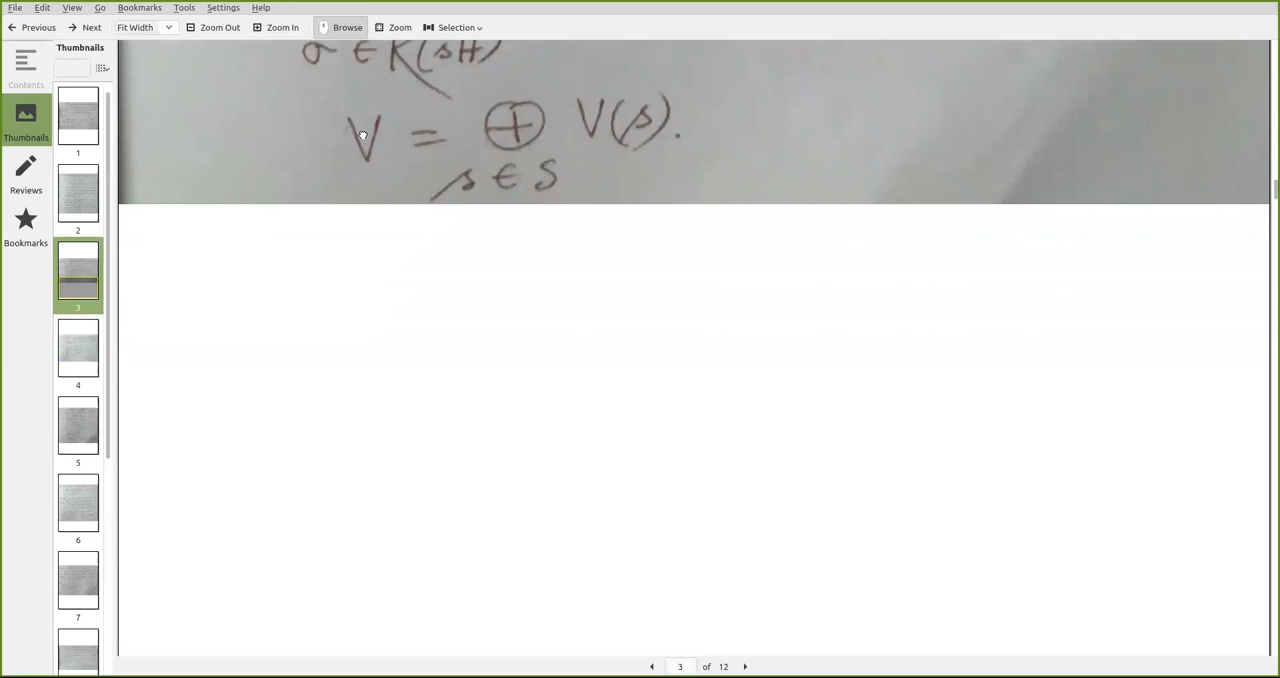 File Edit View Go Bookmarks Tools Settings Help
Previous Next Fit Width Zoom Out Zoom In Browse Zoom Selection
Thumbnails
Contents
Thumbnails
Reviews
Bookmarks
1
2
3
4
5
6
7
σ ∈ K(sH)
V = ⊕ V(s).
s ∈ S
3 of 12